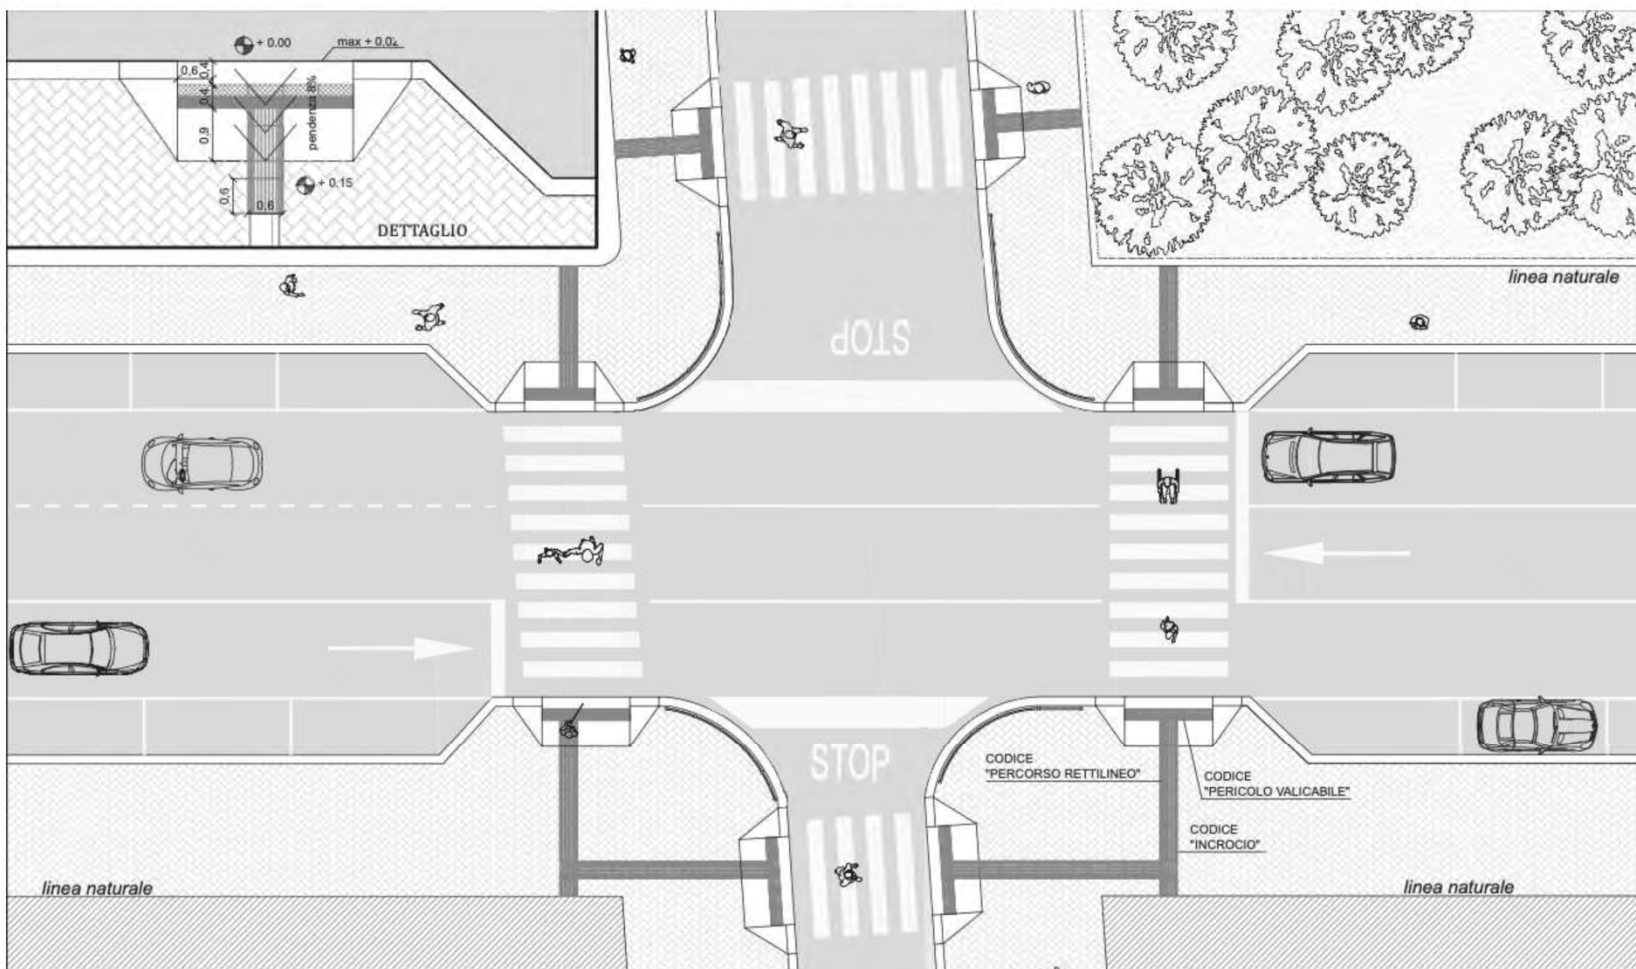 + 0.00
max + 0.02
0,6
0,4
0,4
0,9
pendenza 8%
+ 0.15
0,6
0,6
DETTAGLIO
linea naturale
STOP
STOP
CODICE
"PERCORSO RETTILINEO"
CODICE
"PERICOLO VALICABILE"
CODICE
"INCROCIO"
linea naturale
linea naturale